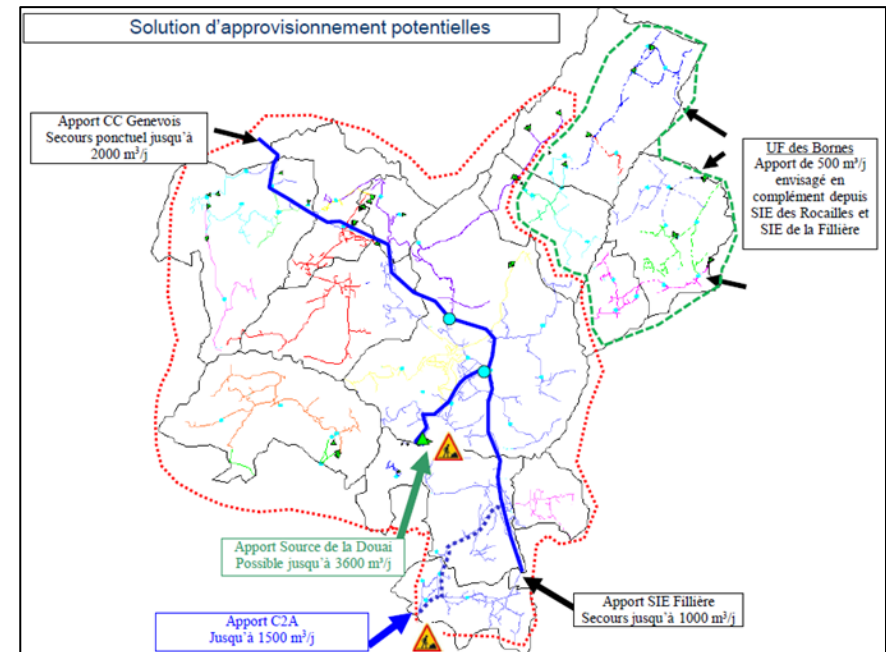 Solution d'approvisionnement potentielles
Apport CC Genevois
Secours ponctuel jusqu'à
2000 m³/j
UF des Bornes
Apport de 500 m³/j
envisagé en
complément depuis
SIE des Rocailles et
SIE de la Fillière
Apport Source de la Douai
Possible jusqu'à 3600 m³/j
Apport SIE Fillière
Secours jusqu'à 1000 m³/j
Apport C2A
Jusqu'à 1500 m³/j